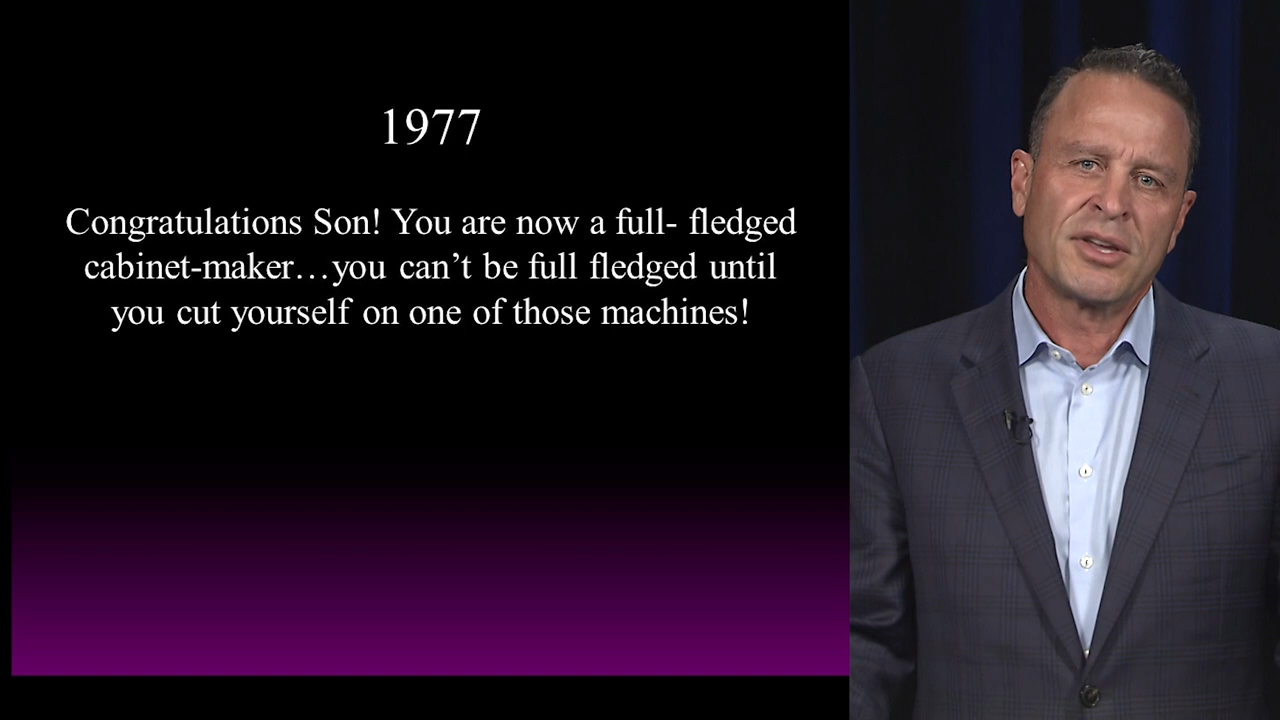 1977
Congratulations Son! You are now a full- fledged
cabinet-maker…you can’t be full fledged until
you cut yourself on one of those machines!